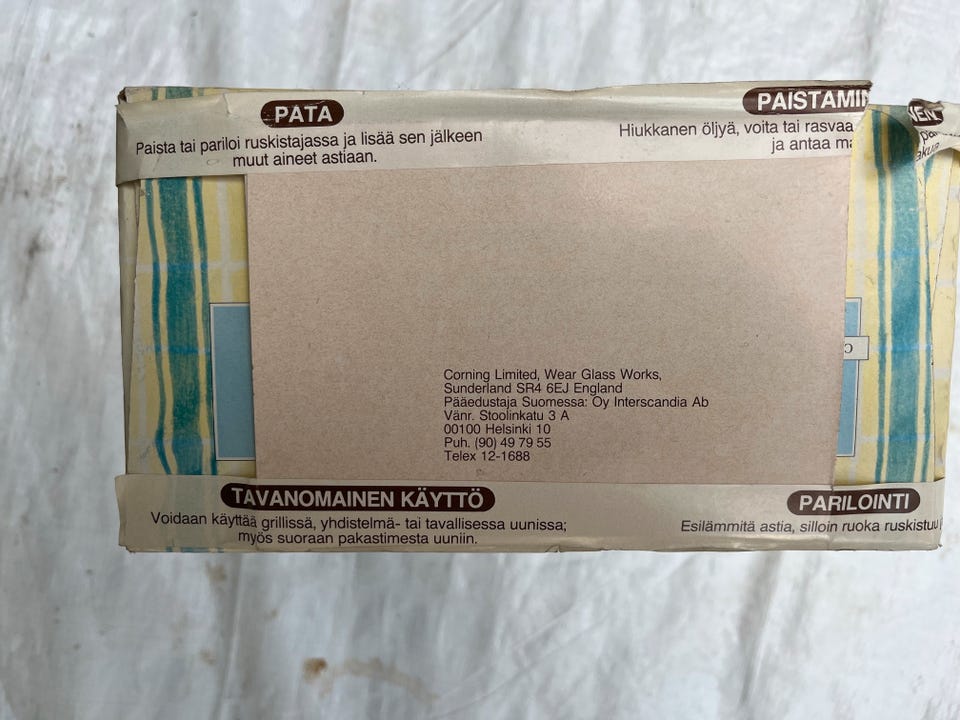 PATA
Paista tai pariloi ruskistajassa ja lisää sen jälkeen
muut aineet astiaan.
PAISTAMIN
Hiukkanen öljyä, voita tai rasvaa
ja antaa
NEN
Corning Limited, Wear Glass Works,
Sunderland SR4 6EJ England
Pääedustaja Suomessa: Oy Interscandia Ab
Vänr. Stoolinkatu 3 A
00100 Helsinki 10
Puh. (90) 49 79 55
Telex 12-1688
TAVANOMAINEN KÄYTTÖ
Voidaan käyttää grillissä, yhdistelmä- tai tavallisessa uunissa;
myös suoraan pakastimesta uuniin.
PARILOINTI
Esilämmitä astia, silloin ruoka ruskistuu